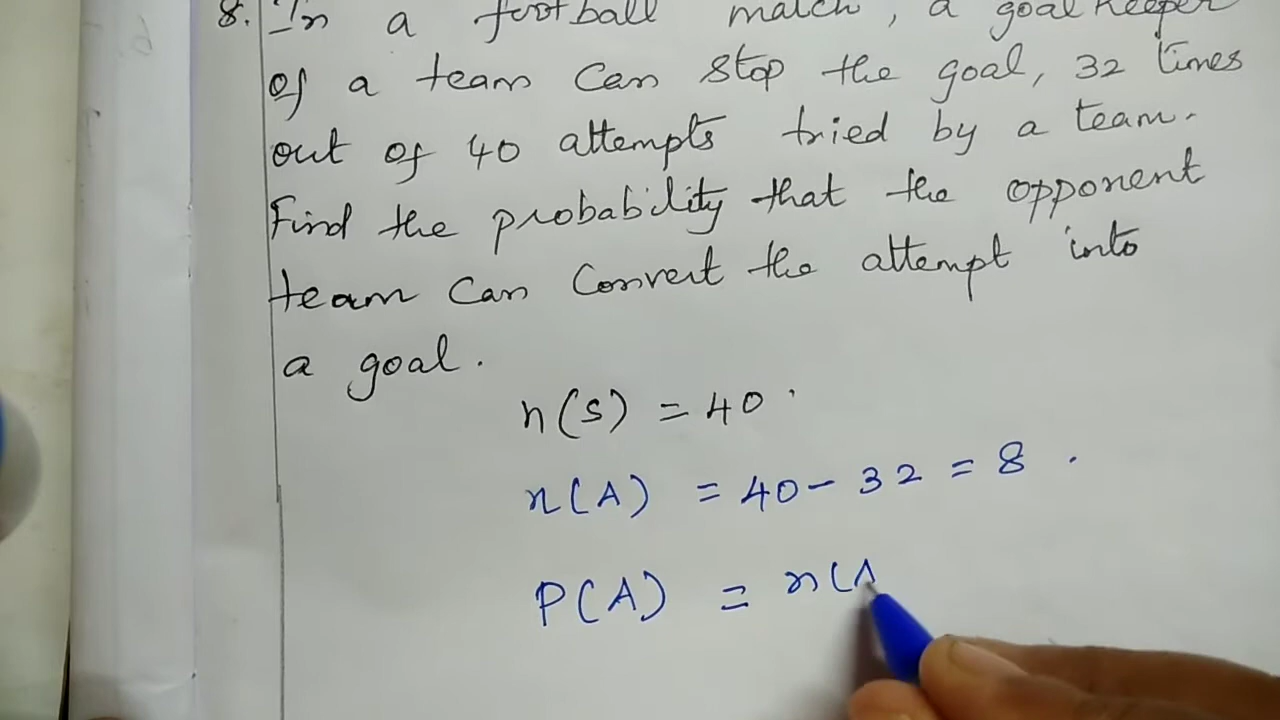 8. In a football match, a goal keeper
of a team can stop the goal, 32 times
out of 40 attempts tried by a team.
Find the probability that the opponent
team can convert the attempt into
a goal.
n(S) = 40.
n(A) = 40 - 32 = 8.
P(A) = n(A